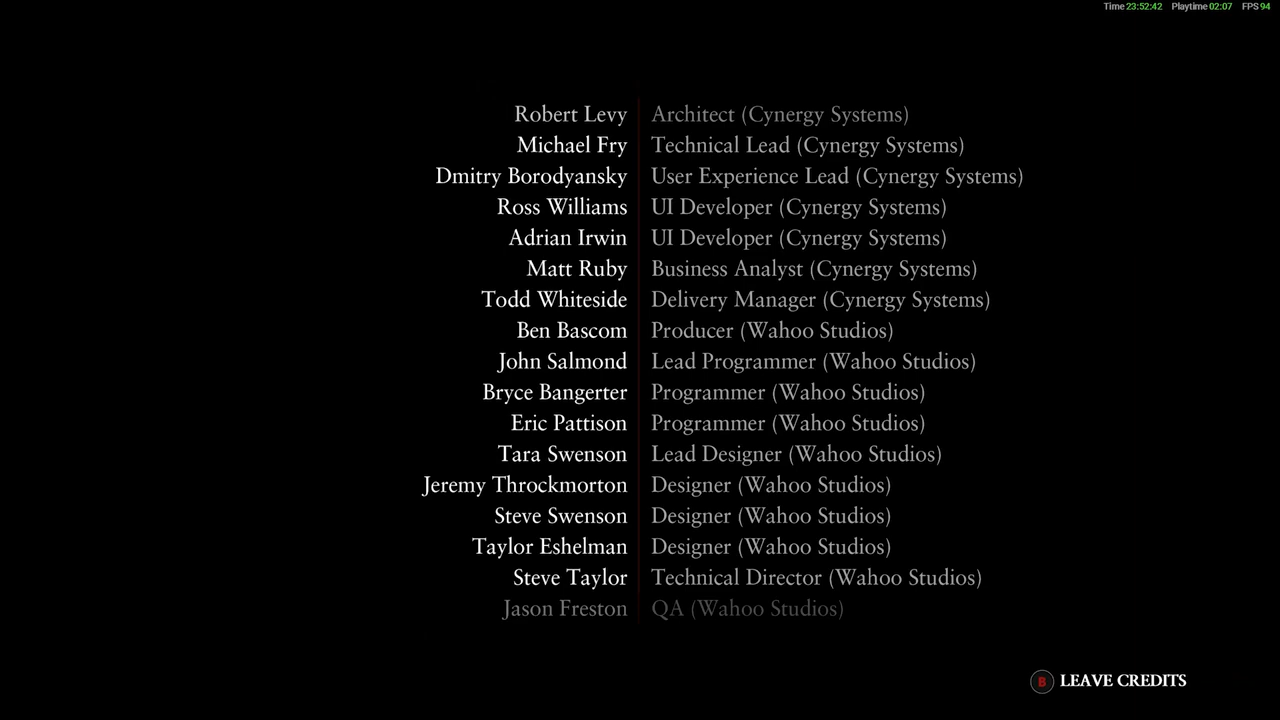 Time 23:52:42 Playtime 02:07 FPS 94
Robert Levy Architect (Cynergy Systems)
Michael Fry Technical Lead (Cynergy Systems)
Dmitry Borodyansky User Experience Lead (Cynergy Systems)
Ross Williams UI Developer (Cynergy Systems)
Adrian Irwin UI Developer (Cynergy Systems)
Matt Ruby Business Analyst (Cynergy Systems)
Todd Whiteside Delivery Manager (Cynergy Systems)
Ben Bascom Producer (Wahoo Studios)
John Salmond Lead Programmer (Wahoo Studios)
Bryce Bangerter Programmer (Wahoo Studios)
Eric Pattison Programmer (Wahoo Studios)
Tara Swenson Lead Designer (Wahoo Studios)
Jeremy Throckmorton Designer (Wahoo Studios)
Steve Swenson Designer (Wahoo Studios)
Taylor Eshelman Designer (Wahoo Studios)
Steve Taylor Technical Director (Wahoo Studios)
Jason Freston QA (Wahoo Studios)
B LEAVE CREDITS